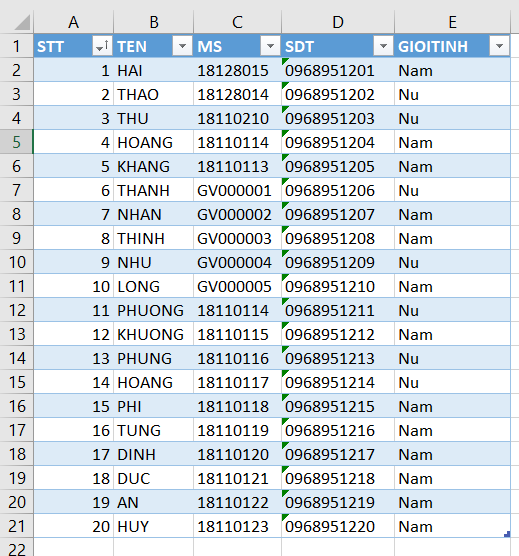 A B C D E
1 STT TEN MS SDT GIOITINH
2 1 HAI 18128015 0968951201 Nam
3 2 THAO 18128014 0968951202 Nu
4 3 THU 18110210 0968951203 Nu
5 4 HOANG 18110114 0968951204 Nam
6 5 KHANG 18110113 0968951205 Nam
7 6 THANH GV000001 0968951206 Nu
8 7 NHAN GV000002 0968951207 Nam
9 8 THINH GV000003 0968951208 Nam
10 9 NHU GV000004 0968951209 Nu
11 10 LONG GV000005 0968951210 Nam
12 11 PHUONG 18110114 0968951211 Nu
13 12 KHUONG 18110115 0968951212 Nam
14 13 PHUNG 18110116 0968951213 Nu
15 14 HOANG 18110117 0968951214 Nu
16 15 PHI 18110118 0968951215 Nam
17 16 TUNG 18110119 0968951216 Nam
18 17 DINH 18110120 0968951217 Nam
19 18 DUC 18110121 0968951218 Nam
20 19 AN 18110122 0968951219 Nam
21 20 HUY 18110123 0968951220 Nam
22